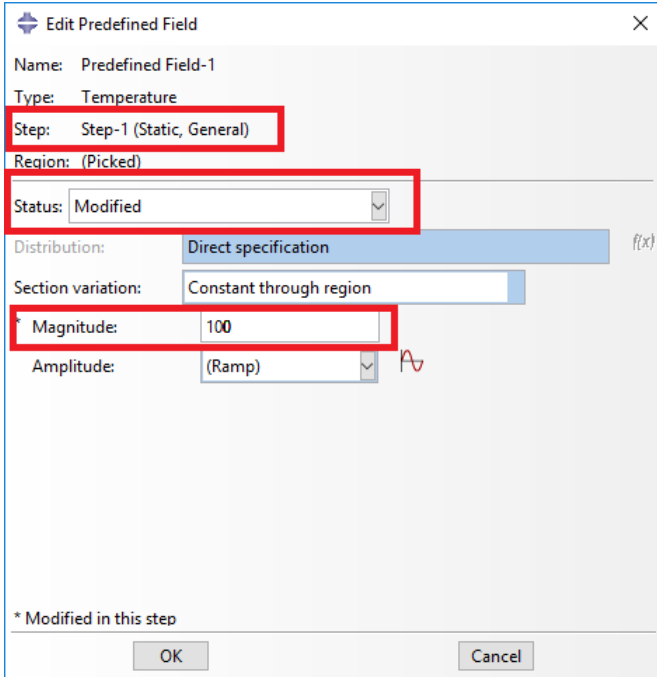 Edit Predefined Field
Name: Predefined Field-1
Type: Temperature
Step: Step-1 (Static, General)
Region: (Picked)
Status: Modified
Distribution: Direct specification f(x)
Section variation: Constant through region
* Magnitude: 100
Amplitude: (Ramp)
* Modified in this step
OK Cancel